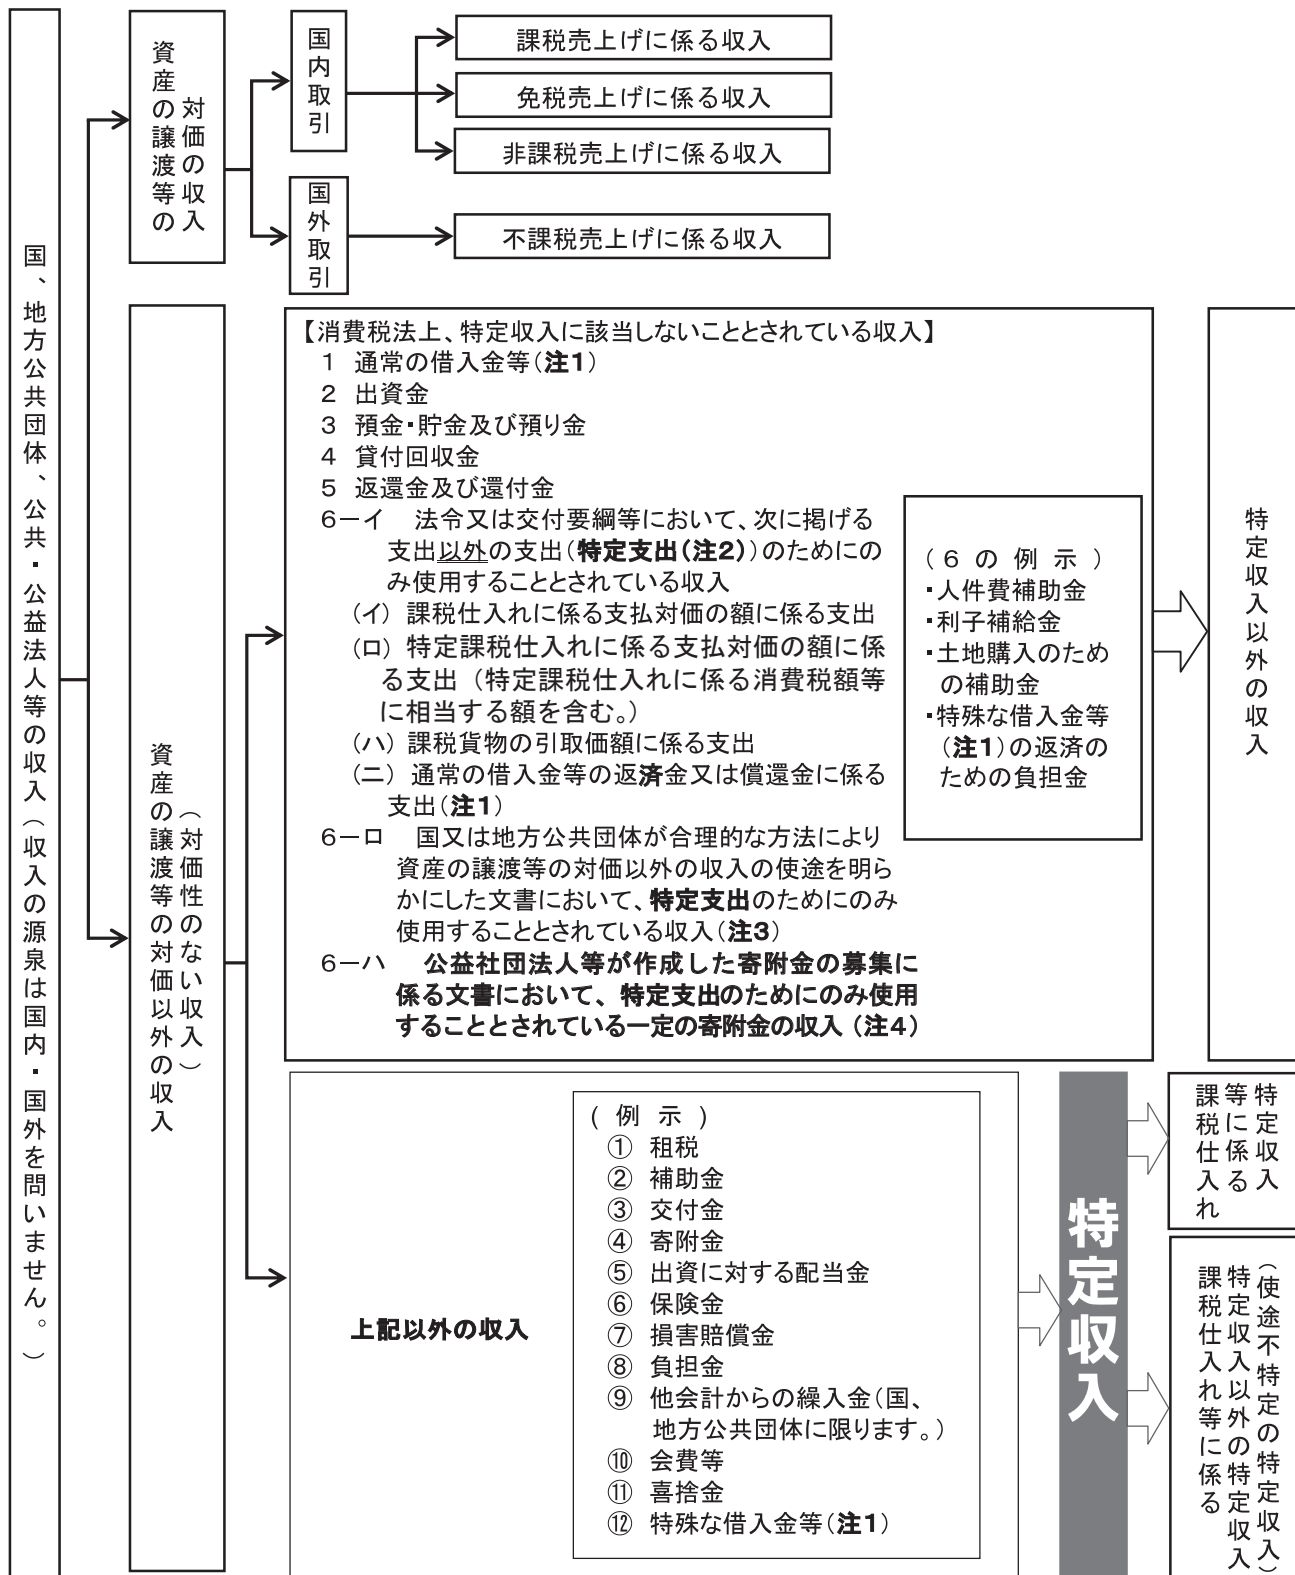 国、地方公共団体、公共・公益法人等の収入（収入の源泉は国内・国外を問いません。）
資産の譲渡等の
対価の収入
国内取引
課税売上げに係る収入
免税売上げに係る収入
非課税売上げに係る収入
国外取引
不課税売上げに係る収入
資産の譲渡等の対価以外の収入
（対価性のない収入）
【消費税法上、特定収入に該当しないこととされている収入】
１ 通常の借入金等（注１）
２ 出資金
３ 預金・貯金及び預り金
４ 貸付回収金
５ 返還金及び還付金
６－イ 法令又は交付要綱等において、次に掲げる
支出以外の支出（特定支出（注２））のためにの
み使用することとされている収入
（イ）課税仕入れに係る支払対価の額に係る支出
（ロ）特定課税仕入れに係る支払対価の額に係
る支出（特定課税仕入れに係る消費税額等
に相当する額を含む。）
（ハ）課税貨物の引取価額に係る支出
（ニ）通常の借入金等の返済金又は償還金に係る
支出（注１）
６－ロ 国又は地方公共団体が合理的な方法により
資産の譲渡等の対価以外の収入の使途を明ら
かにした文書において、特定支出のためにのみ
使用することとされている収入（注３）
６－ハ 公益社団法人等が作成した寄附金の募集に
係る文書において、特定支出のためにのみ使用
することとされている一定の寄附金の収入（注４）
（６の例示）
・人件費補助金
・利子補給金
・土地購入のため
の補助金
・特殊な借入金等
（注１）の返済の
ための負担金
特定収入以外の収入
上記以外の収入
（例示）
① 租税
② 補助金
③ 交付金
④ 寄附金
⑤ 出資に対する配当金
⑥ 保険金
⑦ 損害賠償金
⑧ 負担金
⑨ 他会計からの繰入金（国、
地方公共団体に限ります。）
⑩ 会費等
⑪ 喜捨金
⑫ 特殊な借入金等（注１）
特定収入
課税仕入れ
等に係る
特定収入
課税仕入れ等に係る
特定収入以外の特定収入
（使途不特定の特定収入）